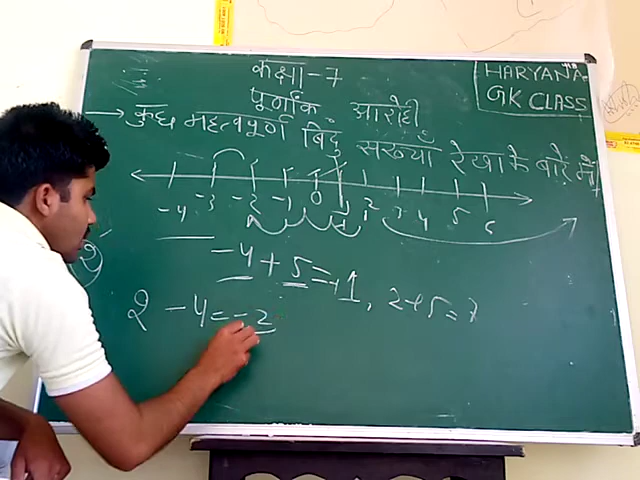 कक्षा-7
HARYANA
GK CLASS
पूर्णांक आरोही
→ कुछ महत्वपूर्ण बिंदु संख्याँ रेखा के बारे में
-4 -3 -2 -1 0 1 2 3 4 5 6
-4+5=+1, 2+5=7
2-4=-2